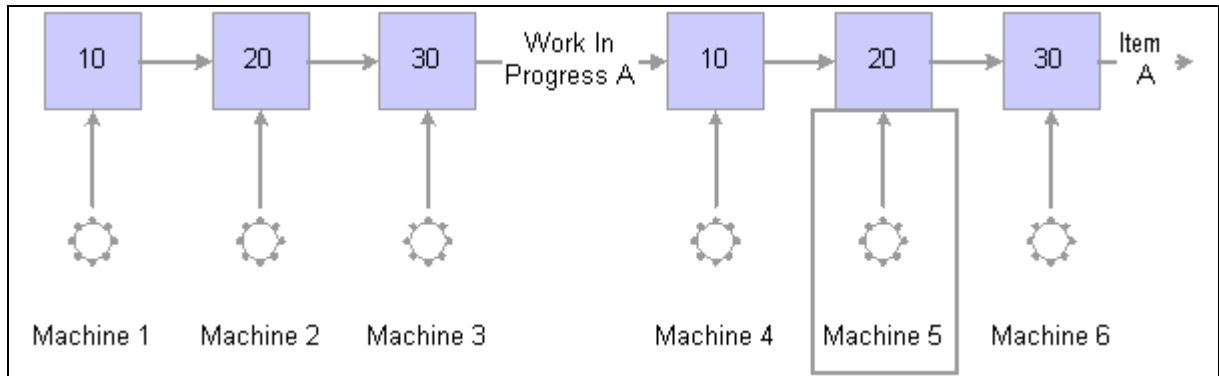 10
20
30
Work In
Progress A
10
20
30
Item
A
Machine 1
Machine 2
Machine 3
Machine 4
Machine 5
Machine 6